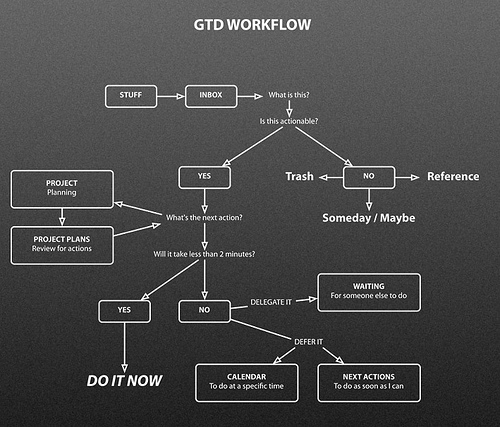 GTD WORKFLOW
STUFF
INBOX
What is this?
Is this actionable?
YES
Trash
NO
Reference
Someday / Maybe
PROJECT
Planning
What's the next action?
PROJECT PLANS
Review for actions
Will it take less than 2 minutes?
YES
NO
DELEGATE IT
WAITING
For someone else to do
DEFER IT
DO IT NOW
CALENDAR
To do at a specific time
NEXT ACTIONS
To do as soon as I can